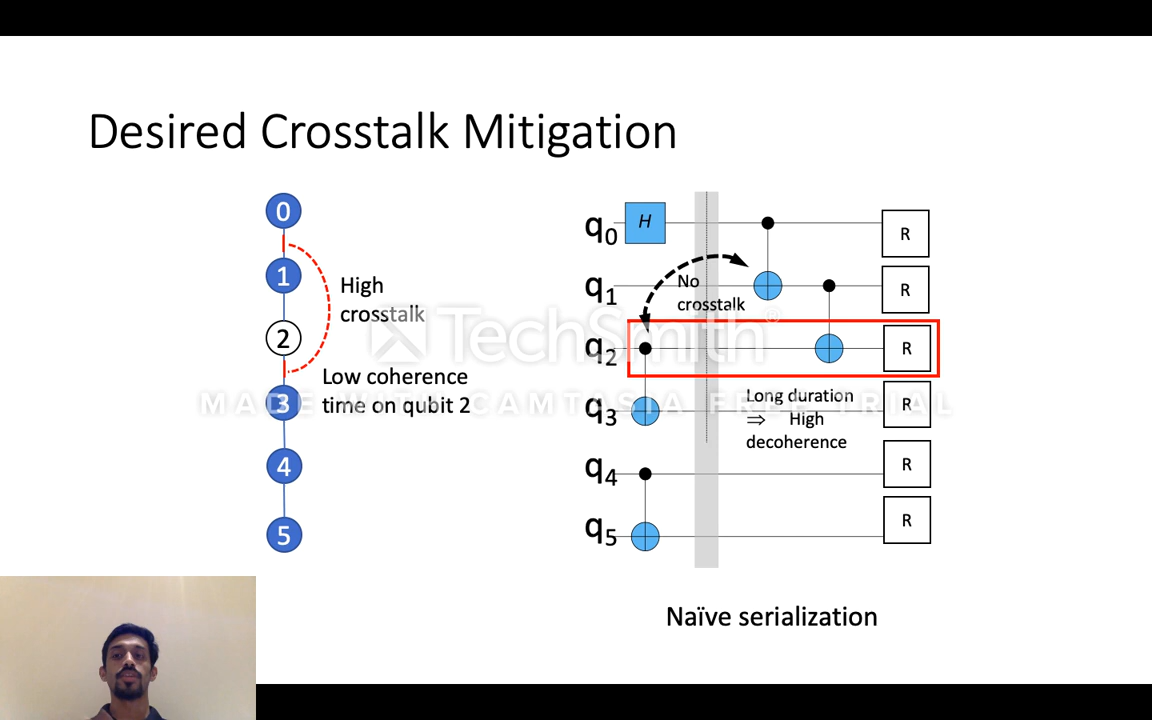 Desired Crosstalk Mitigation
0
1
2
3
4
5
High
crosstalk
Low coherence
time on qubit 2
q0
H
R
q1
No
crosstalk
R
q2
R
q3
Long duration
⇒ High
decoherence
R
q4
R
q5
R
Naïve serialization
TechSmith®
MADE WITH CAMTASIA FREE TRIAL